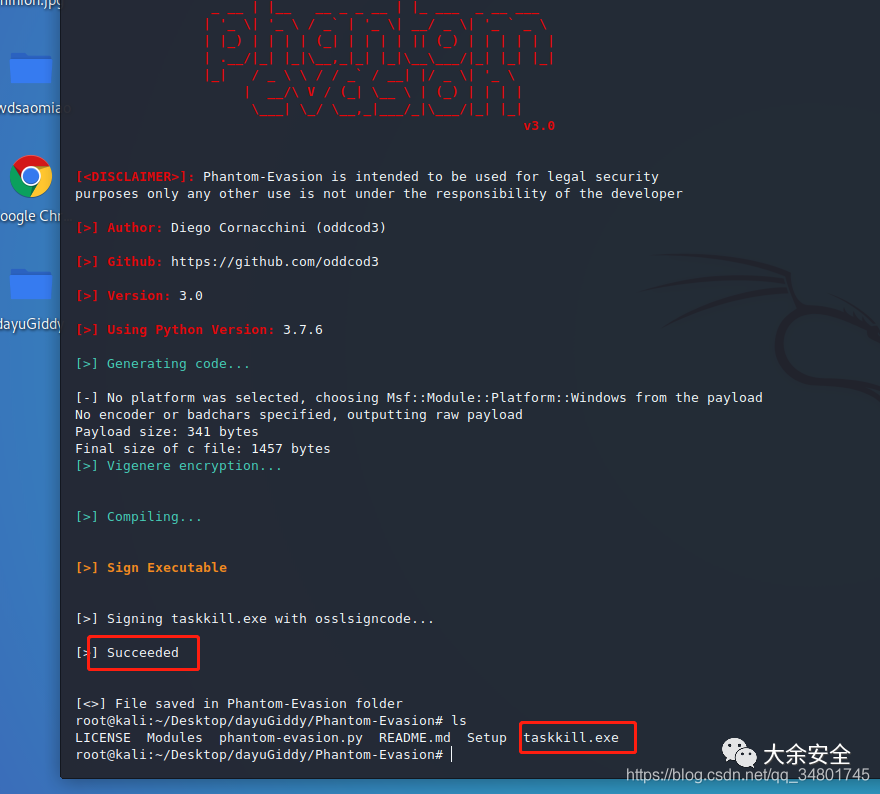 minion.jpg
wdsaomia
oogle Chr
dayuGiddy
v3.0
[<DISCLAIMER>]: Phantom-Evasion is intended to be used for legal security
purposes only any other use is not under the responsibility of the developer
[>] Author: Diego Cornacchini (oddcod3)
[>] Github: https://github.com/oddcod3
[>] Version: 3.0
[>] Using Python Version: 3.7.6
[>] Generating code...
[-] No platform was selected, choosing Msf::Module::Platform::Windows from the payload
No encoder or badchars specified, outputting raw payload
Payload size: 341 bytes
Final size of c file: 1457 bytes
[>] Vigenere encryption...
[>] Compiling...
[>] Sign Executable
[>] Signing taskkill.exe with osslsigncode...
[>] Succeeded
[<>] File saved in Phantom-Evasion folder
root@kali:~/Desktop/dayuGiddy/Phantom-Evasion# ls
LICENSE Modules phantom-evasion.py README.md Setup taskkill.exe
root@kali:~/Desktop/dayuGiddy/Phantom-Evasion#
大余安全
https://blog.csdn.net/qq_34801745